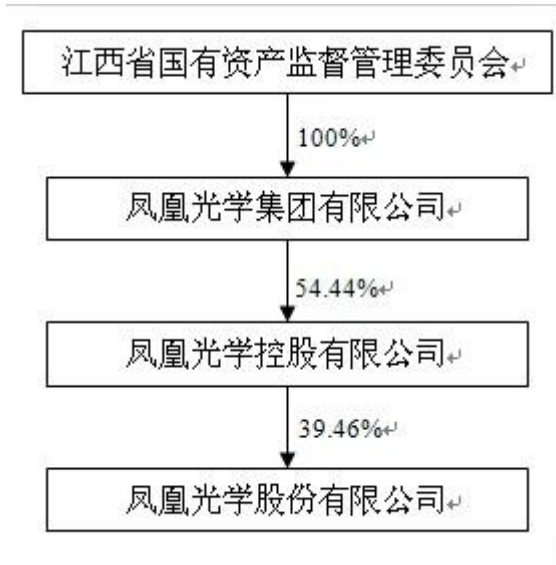 江西省国有资产监督管理委员会
100%
凤凰光学集团有限公司
54.44%
凤凰光学控股有限公司
39.46%
凤凰光学股份有限公司